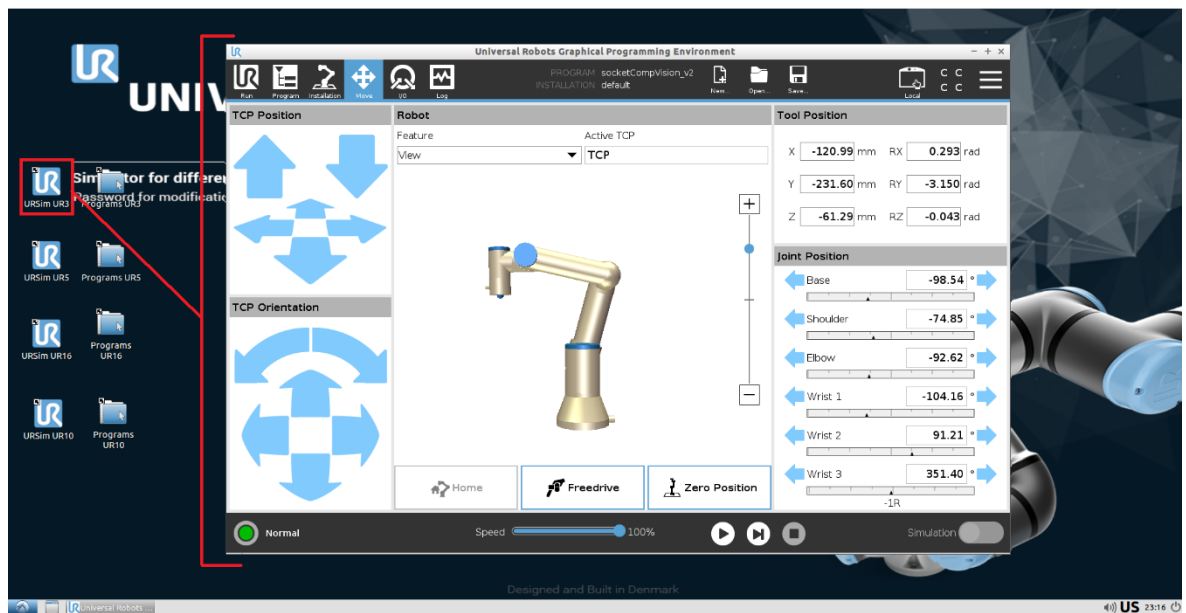 UR
UNIV
Simulator for differe
Password for modificatio
URSim UR3
Programs UR3
URSim UR5
Programs UR5
URSim UR16
Programs
UR16
URSim UR10
Programs
UR10
UR
Universal Robots Graphical Programming Environment
Run
Program
Installation
Move
I/O
Log
PROGRAM socketCompVision_v2
INSTALLATION default
New...
Open...
Save...
Local
C C
C C
TCP Position
Robot
Tool Position
Feature
Active TCP
View
TCP
X -120.99 mm RX 0.293 rad
Y -231.60 mm RY -3.150 rad
Z -61.29 mm RZ -0.043 rad
Joint Position
Base -98.54 °
Shoulder -74.85 °
Elbow -92.62 °
Wrist 1 -104.16 °
Wrist 2 91.21 °
Wrist 3 351.40 °
-1R
TCP Orientation
Home
Freedrive
Zero Position
Normal
Speed
100%
Simulation
Designed and Built in Denmark
Universal Robots ...
US 23:16